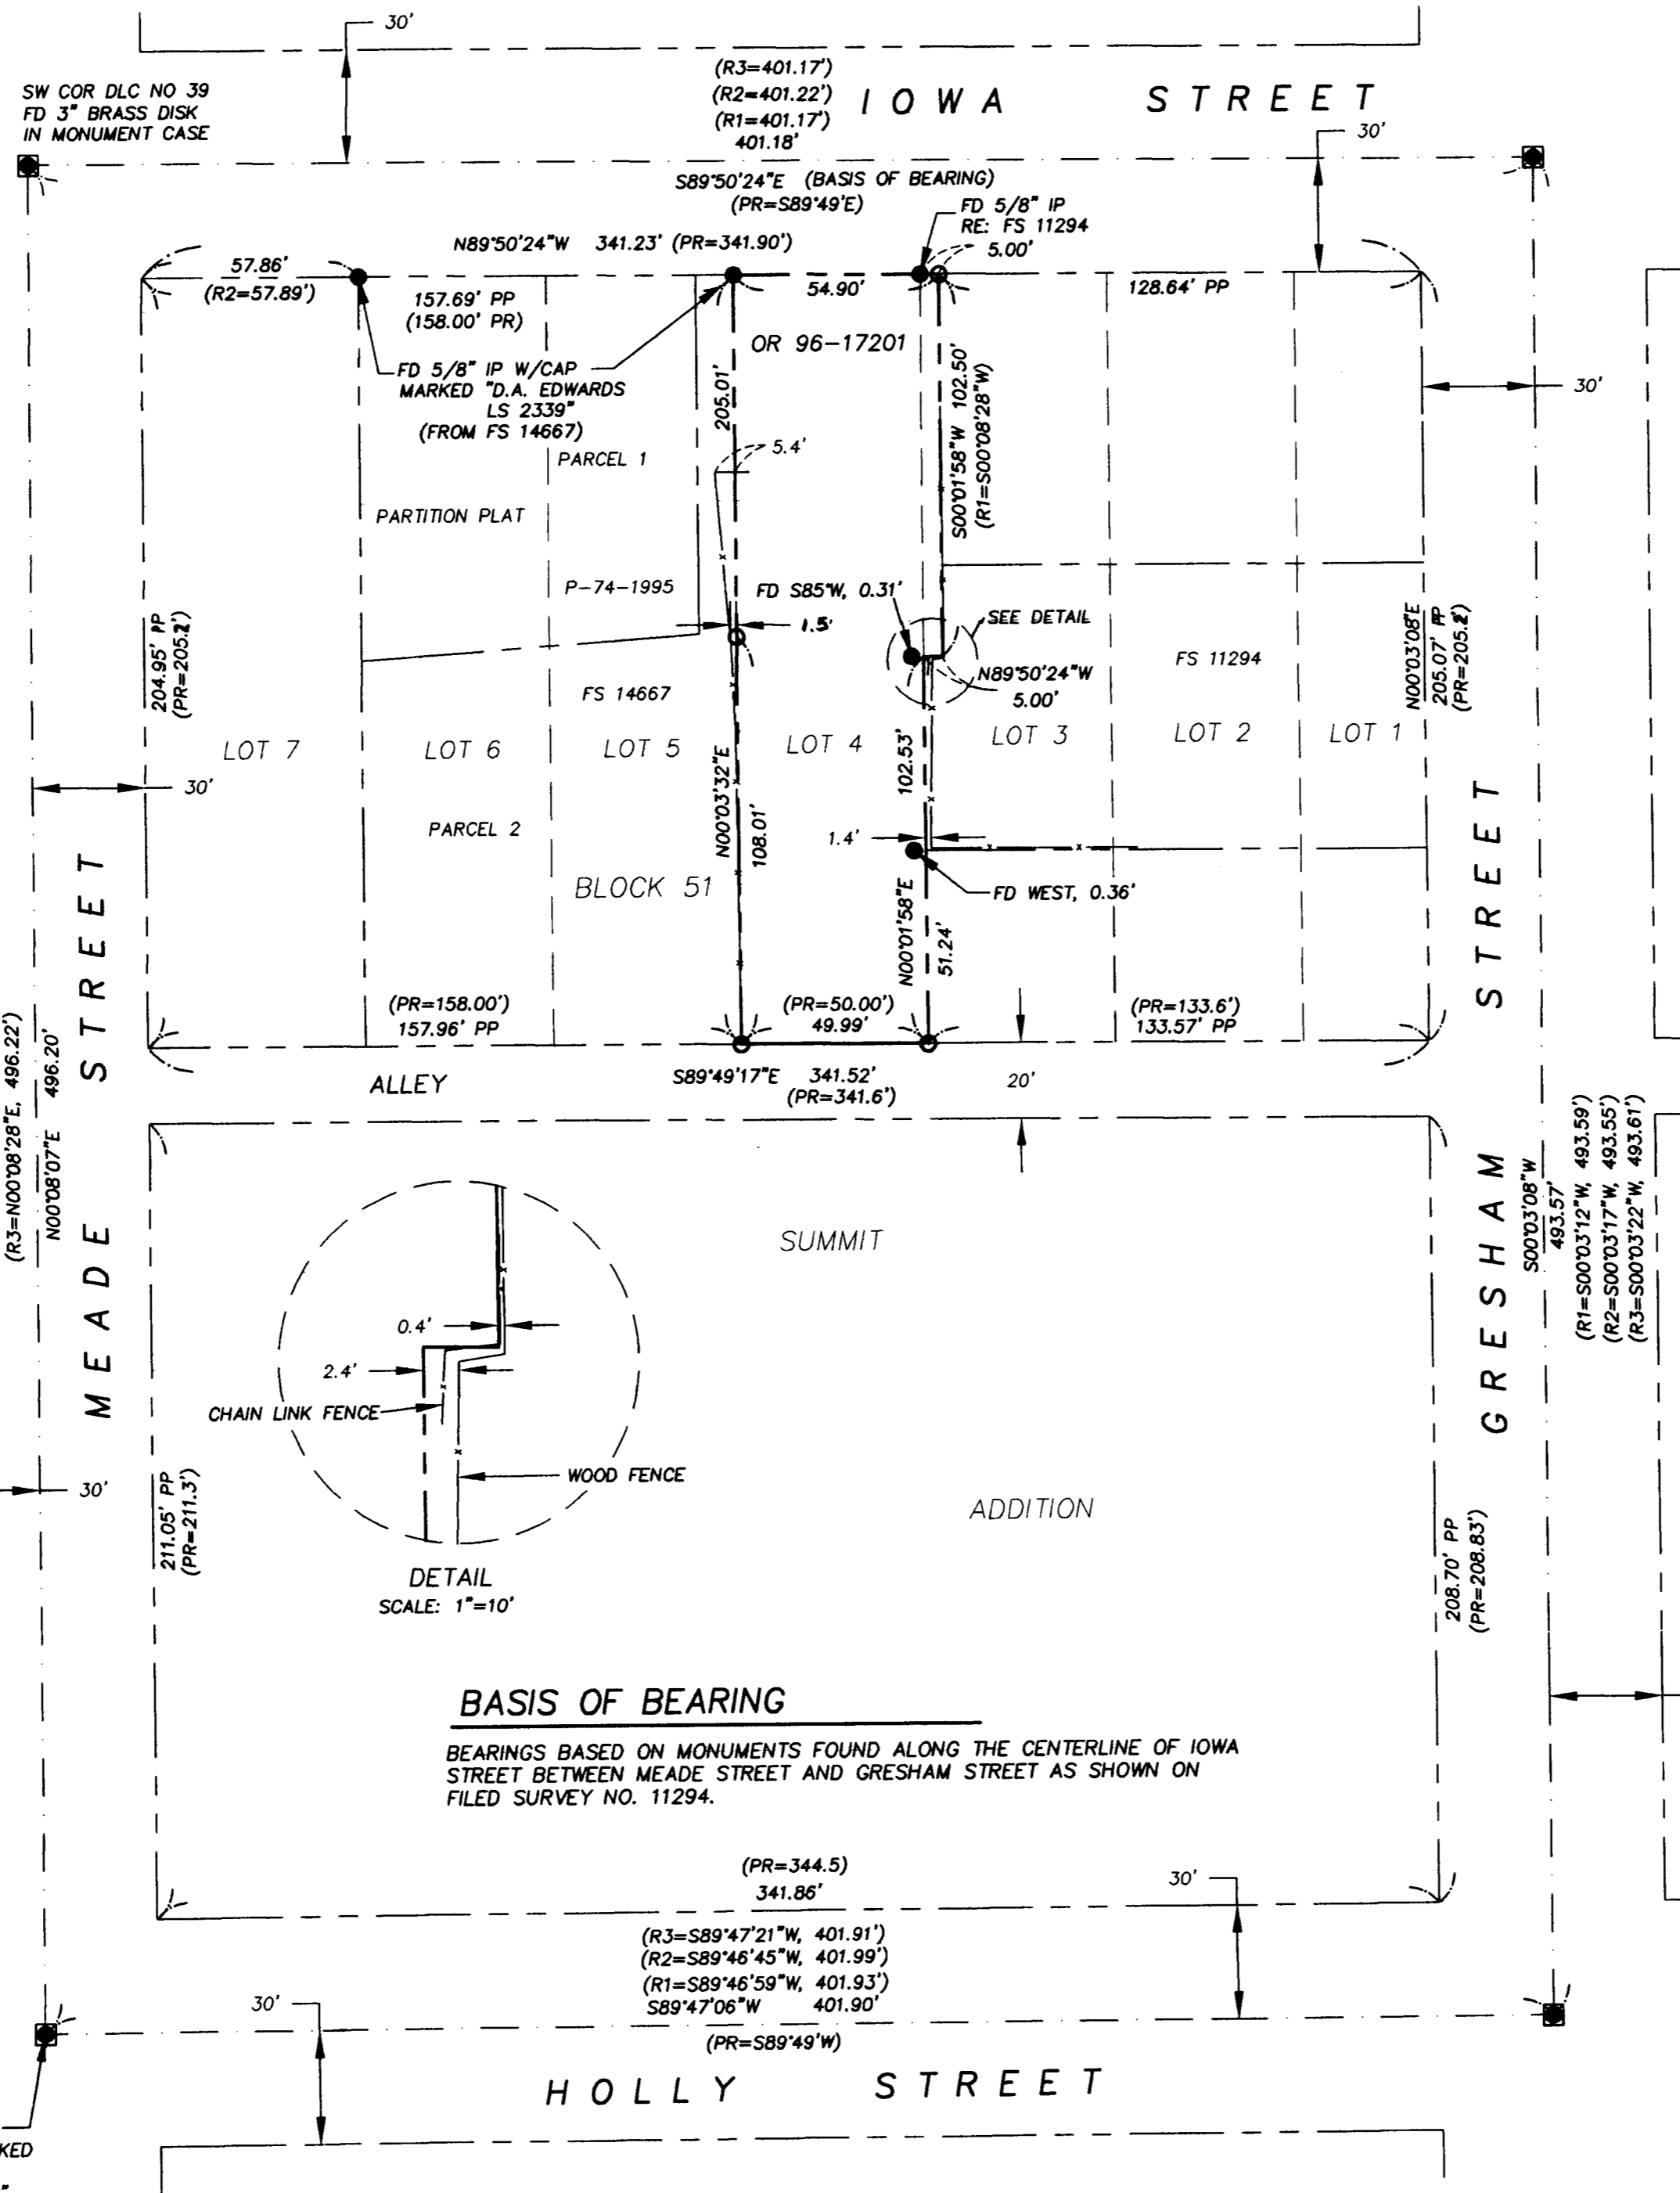 30'
SW COR DLC NO 39
FD 3" BRASS DISK
IN MONUMENT CASE
(R3=401.17')
(R2=401.22')
(R1=401.17')
401.18'
IOWA STREET
30'
S89°50'24"E (BASIS OF BEARING)
(PR=S89°49'E)
FD 5/8" IP
RE: FS 11294
5.00'
N89°50'24"W 341.23' (PR=341.90')
57.86'
(R2=57.89')
157.69' PP
(158.00' PR)
54.90'
128.64' PP
OR 96-17201
FD 5/8" IP W/CAP
MARKED "D.A. EDWARDS
LS 2339"
(FROM FS 14667)
205.01'
S00°01'58"W 102.50'
(R1=S00°08'28"W)
30'
5.4'
PARCEL 1
PARTITION PLAT
P-74-1995
FD S85°W, 0.31'
1.5'
SEE DETAIL
N89°50'24"W
5.00'
FS 11294
204.95' PP
(PR=205.2')
N00°03'08"E
205.07' PP
(PR=205.2')
FS 14667
LOT 7
LOT 6
LOT 5
LOT 4
LOT 3
LOT 2
LOT 1
30'
N00°03'32"E
108.01'
102.53'
PARCEL 2
1.4'
BLOCK 51
FD WEST, 0.36'
N00°01'58"E
51.24'
(PR=158.00')
157.96' PP
(PR=50.00')
49.99'
(PR=133.6')
133.57' PP
ALLEY
S89°49'17"E 341.52'
(PR=341.6')
20'
MEADE STREET
(R3=N00°08'28"E, 496.22')
N00°08'07"E 496.20'
GRESHAM STREET
S00°03'08"W
493.57'
(R1=S00°03'12"W, 493.59')
(R2=S00°03'17"W, 493.55')
(R3=S00°03'22"W, 493.61')
SUMMIT
0.4'
2.4'
CHAIN LINK FENCE
WOOD FENCE
30'
ADDITION
211.05' PP
(PR=211.3')
208.70' PP
(PR=208.83')
DETAIL
SCALE: 1"=10'
BASIS OF BEARING
BEARINGS BASED ON MONUMENTS FOUND ALONG THE CENTERLINE OF IOWA
STREET BETWEEN MEADE STREET AND GRESHAM STREET AS SHOWN ON
FILED SURVEY NO. 11294.
(PR=344.5)
341.86'
30'
(R3=S89°47'21"W, 401.91')
(R2=S89°46'45"W, 401.99')
(R1=S89°46'59"W, 401.93')
S89°47'06"W 401.90'
30'
(PR=S89°49'W)
HOLLY STREET
KED
"